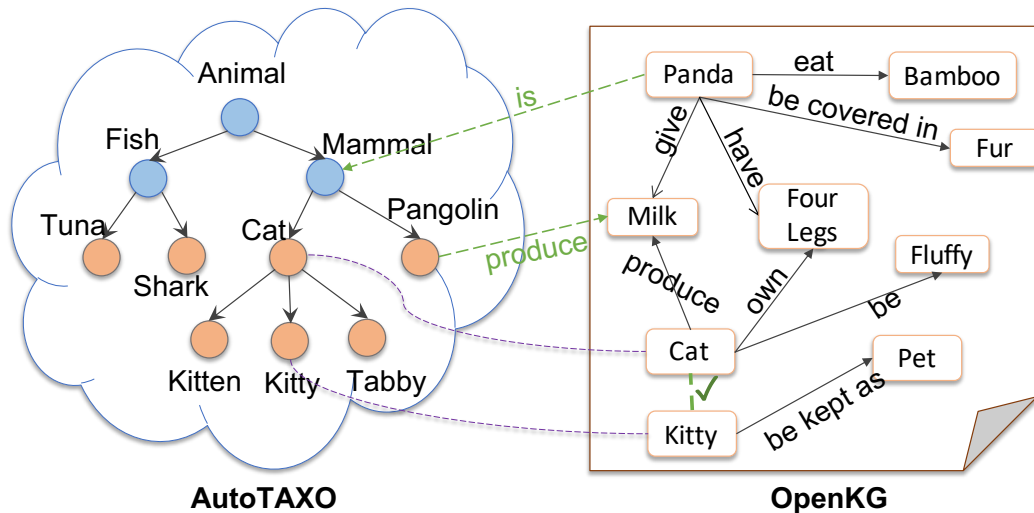 Animal
Fish
Mammal
Tuna
Shark
Cat
Pangolin
Kitten
Kitty
Tabby
AutoTAXO
is
produce
Panda
eat
Bamboo
be covered in
Fur
give
have
Milk
Four
Legs
Fluffy
produce
own
be
Cat
Pet
Kitty
be kept as
OpenKG